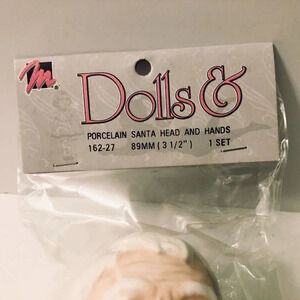 m®
Dolls &
PORCELAIN SANTA HEAD AND HANDS
162-27 89MM (3 1/2") 1 SET